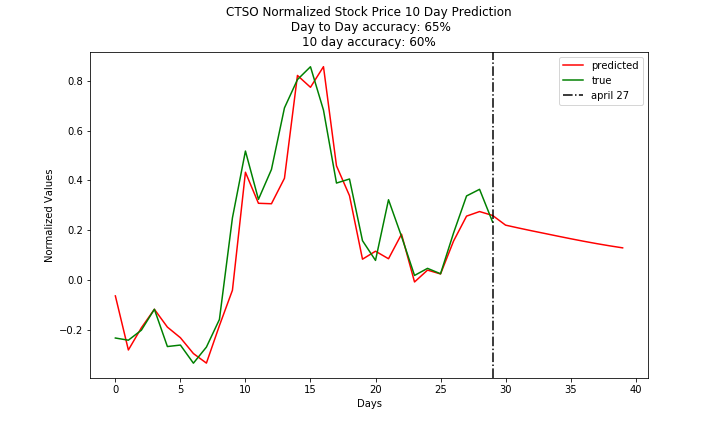 CTSO Normalized Stock Price 10 Day Prediction
Day to Day accuracy: 65%
10 day accuracy: 60%
predicted
true
april 27
Normalized Values
0.8
0.6
0.4
0.2
0.0
−0.2
0
5
10
15
20
25
30
35
40
Days